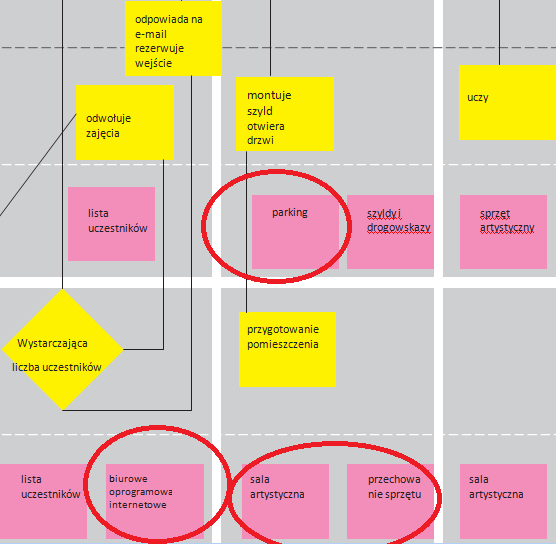 odpowiada na
e-mail
rezerwuje
wejście
odwołuje
zajęcia
montuje
szyld
otwiera
drzwi
uczy
lista
uczestników
parking
szyldy i
drogowskazy
sprzęt
artystyczny
Wystarczająca
liczba uczestników
przygotowanie
pomieszczenia
lista
uczestników
biurowe
oprogramowa
internetowe
sala
artystyczna
przechowa
nie sprzętu
sala
artystyczna